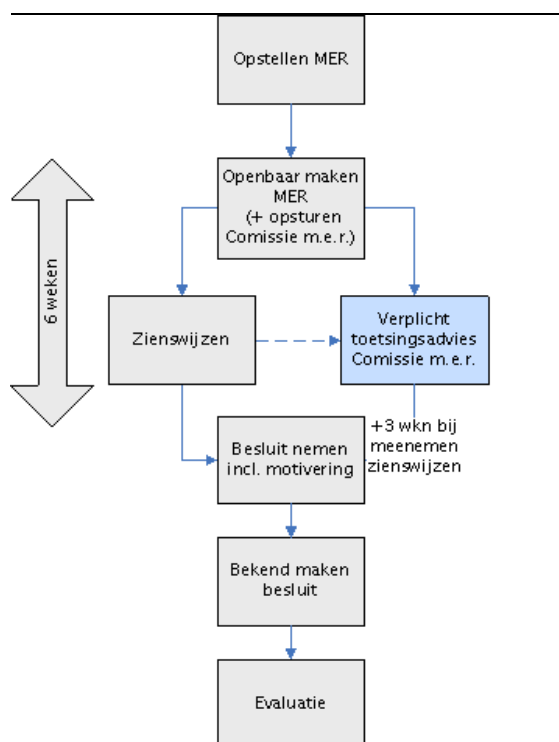 Opstellen MER
Openbaar maken
MER
(+ opsturen
Comissie m.e.r.)
6 weken
Zienswijzen
Verplicht
toetsingsadvies
Comissie m.e.r.
+3 wkn bij
meenemen
zienswijzen
Besluit nemen
incl. motivering
Bekend maken
besluit
Evaluatie